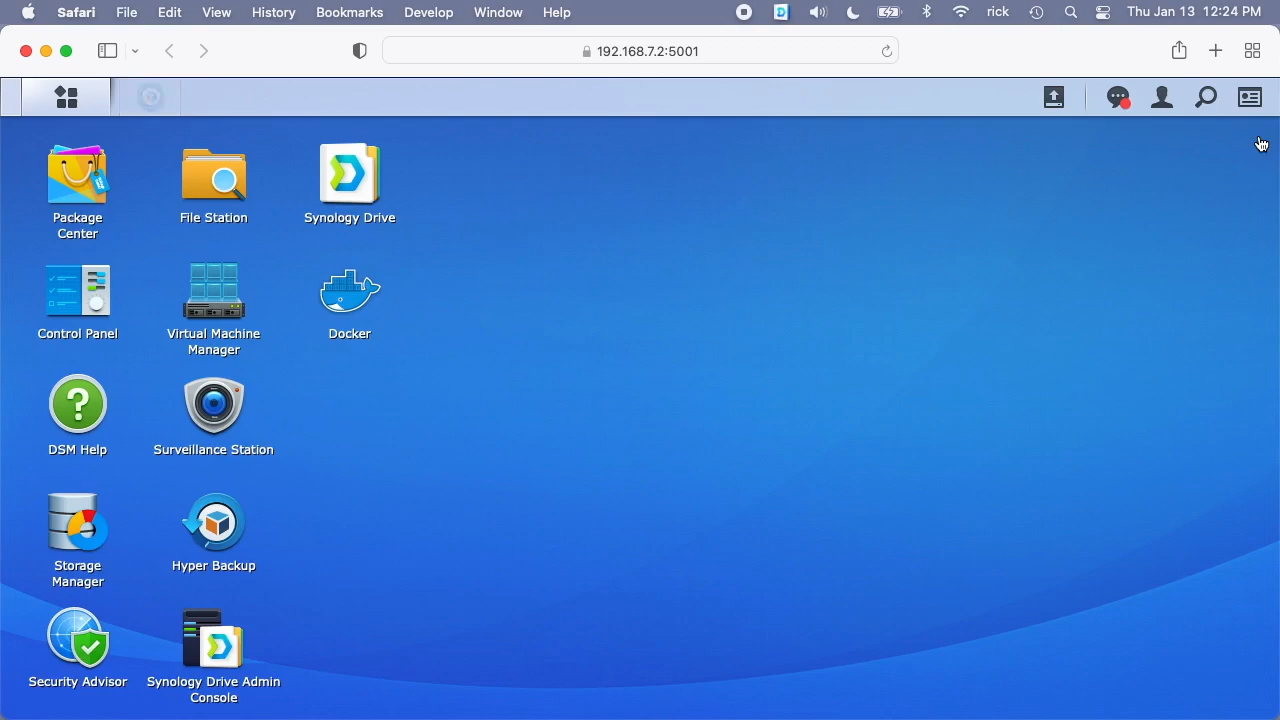 Safari File Edit View History Bookmarks Develop Window Help rick Thu Jan 13 12:24 PM
192.168.7.2:5001
Package
Center
File Station
Synology Drive
Control Panel
Virtual Machine
Manager
Docker
DSM Help
Surveillance Station
Storage
Manager
Hyper Backup
Security Advisor
Synology Drive Admin
Console